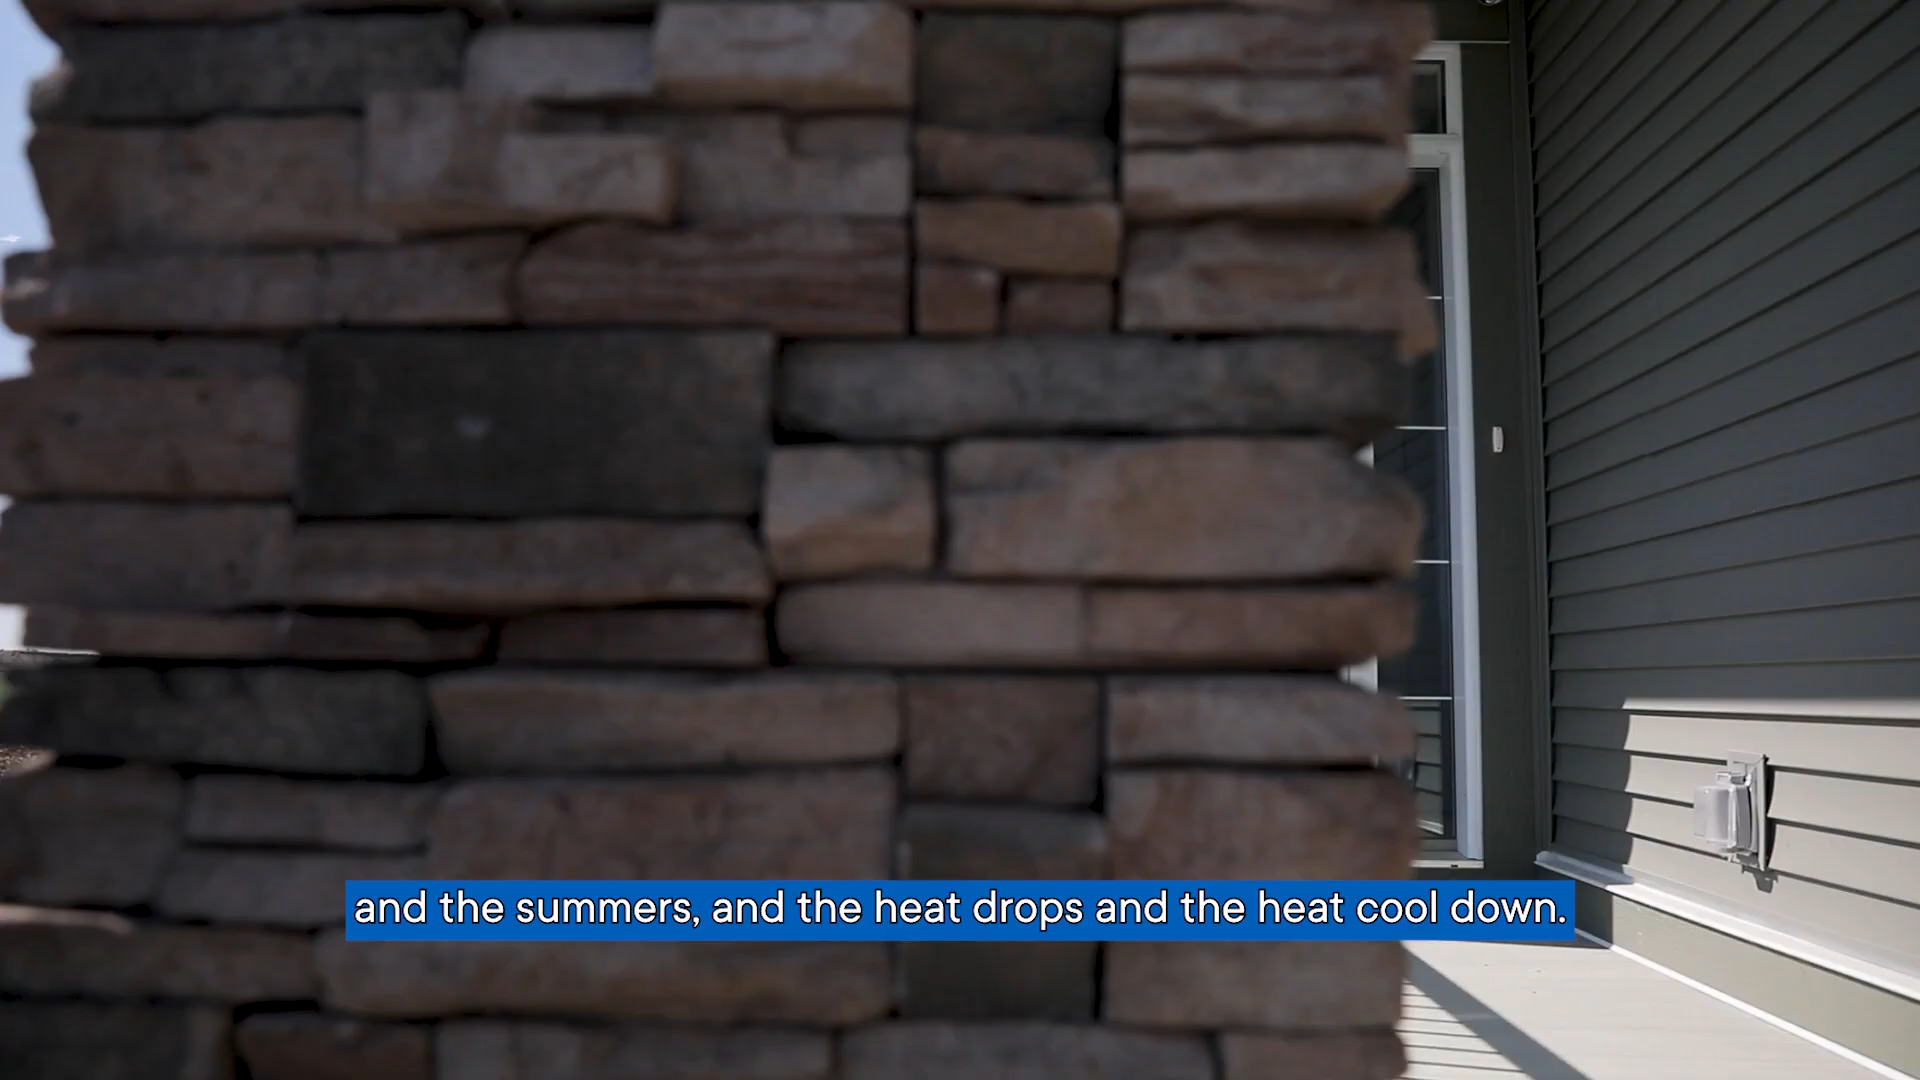 and the summers, and the heat drops and the heat cool down.